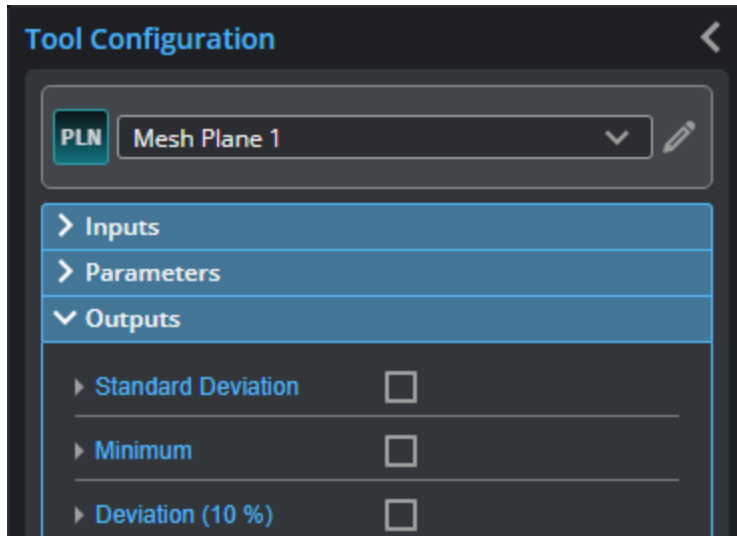 Tool Configuration
PLN Mesh Plane 1
Inputs
Parameters
Outputs
Standard Deviation
Minimum
Deviation (10 %)